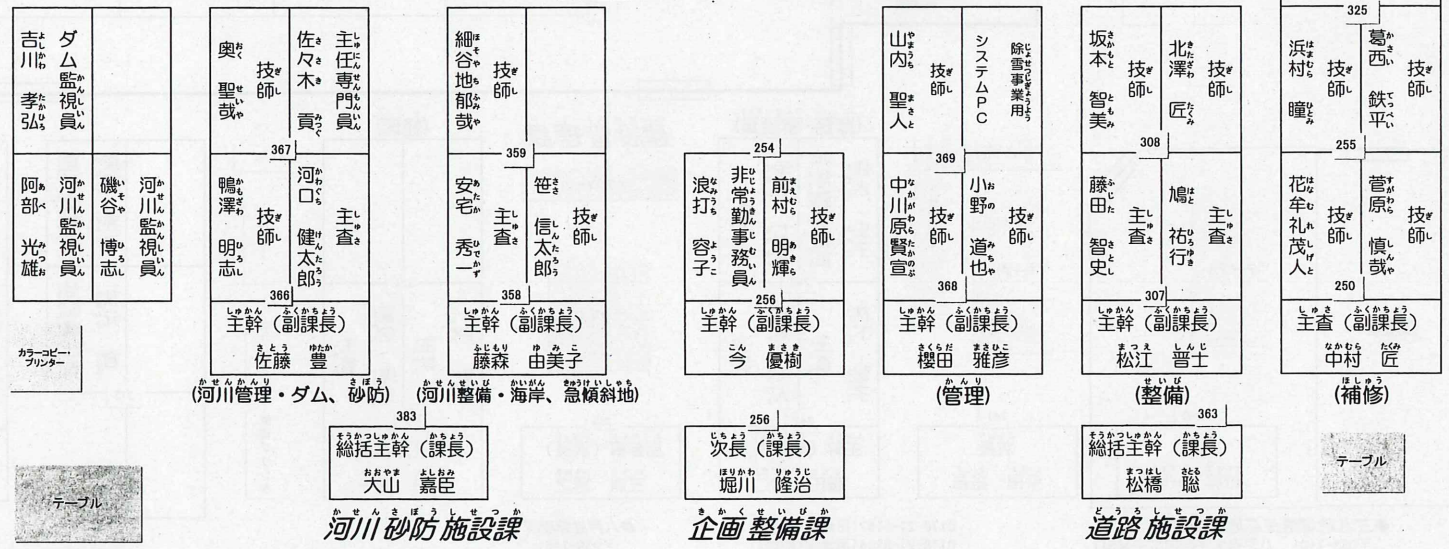 ダム監視員
吉川 孝弘
河川監視員
磯谷 博志
河川監視員
阿部 光雄
カラーコピー・
プリンター
主任専門員
佐々木 貢
技師
奥 聖哉
367
主査
河口 健太郎
技師
鴨澤 明志
366
主幹(副課長)
佐藤 豊
(河川管理・ダム、砂防)
細谷地郁哉
359
技師
笹 信太郎
主査
安宅 秀一
358
主幹(副課長)
藤森 由美子
(河川整備・海岸、急傾斜地)
383
総括主幹(課長)
大山 嘉臣
河川砂防施設課
テーブル
254
技師
前村 明輝
非常勤事務員
浪打 容子
256
主幹(副課長)
今 優樹
256
次長(課長)
堀川 隆治
企画整備課
除雪事業用
システムPC
技師
山内 聖人
369
技師
小野 道也
技師
中川原賢宣
368
主幹(副課長)
櫻田 雅彦
(管理)
技師
北澤 匠
技師
坂本 智美
308
主査
鳩 祐行
主査
藤田 智史
307
主幹(副課長)
松江 晋士
(整備)
325
技師
葛西 鉄平
技師
浜村 瞳
255
技師
菅原 慎哉
技師
花牟礼茂人
250
主査(副課長)
中村 匠
(補修)
363
総括主幹(課長)
松橋 聡
道路施設課
テーブル